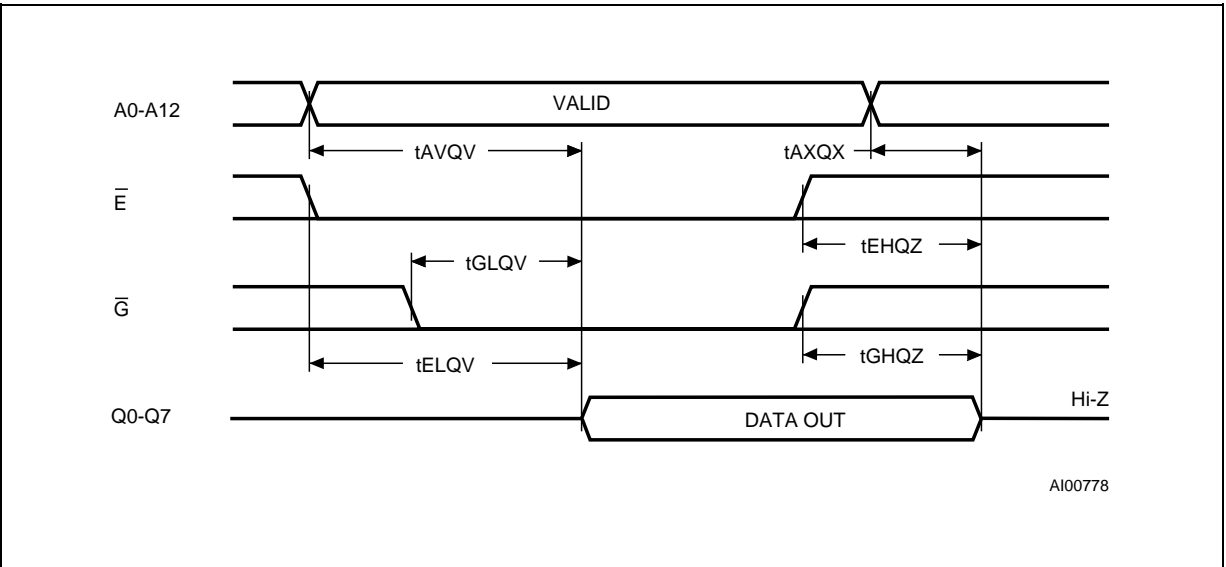 A0-A12
VALID
tAVQV
tAXQX
E̅
tEHQZ
tGLQV
G̅
tGHQZ
tELQV
Hi-Z
Q0-Q7
DATA OUT
AI00778